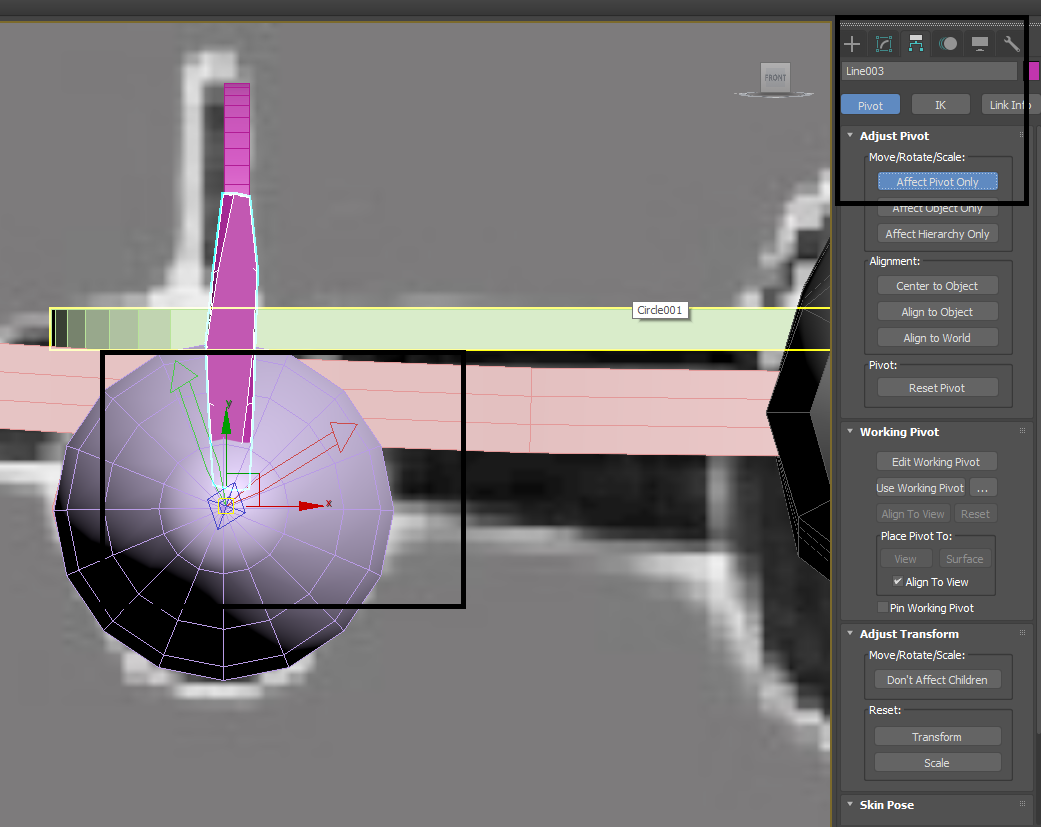 FRONT
Circle001
y
x
Line003
Pivot
IK
Link Info
Adjust Pivot
Move/Rotate/Scale:
Affect Pivot Only
Affect Object Only
Affect Hierarchy Only
Alignment:
Center to Object
Align to Object
Align to World
Pivot:
Reset Pivot
Working Pivot
Edit Working Pivot
Use Working Pivot ...
Align To View Reset
Place Pivot To:
View Surface
Align To View
Pin Working Pivot
Adjust Transform
Move/Rotate/Scale:
Don't Affect Children
Reset:
Transform
Scale
Skin Pose